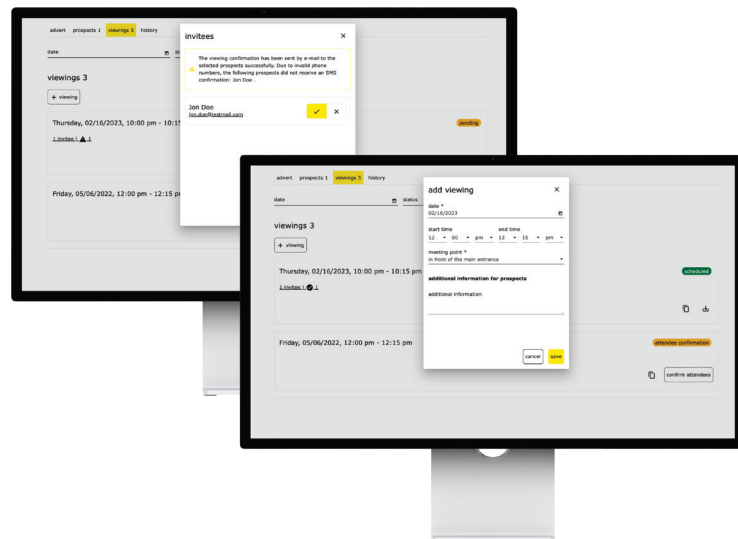 advert prospects 1 viewings 3 history
date
viewings 3
+ viewing
Thursday, 02/16/2023, 10:00 pm - 10:15
1 invitee | 1
pending
Friday, 05/06/2022, 12:00 pm - 12:15 pm
invitees
The viewing confirmation has been sent by e-mail to the
selected prospects successfully. Due to invalid phone
numbers, the following prospects did not receive an SMS
confirmation: Jon Doe .
Jon Doe
jon.doe@testmail.com
advert prospects 1 viewings 3 history
date status
viewings 3
+ viewing
Thursday, 02/16/2023, 10:00 pm - 10:15 pm
scheduled
1 invitee | 1
Friday, 05/06/2022, 12:00 pm - 12:15 pm
attendee confirmation
confirm attendees
add viewing
date *
02/16/2023
start time end time
12 00 pm - 12 15 pm
meeting point *
in front of the main entrance
additional information for prospects
additional information
cancel save